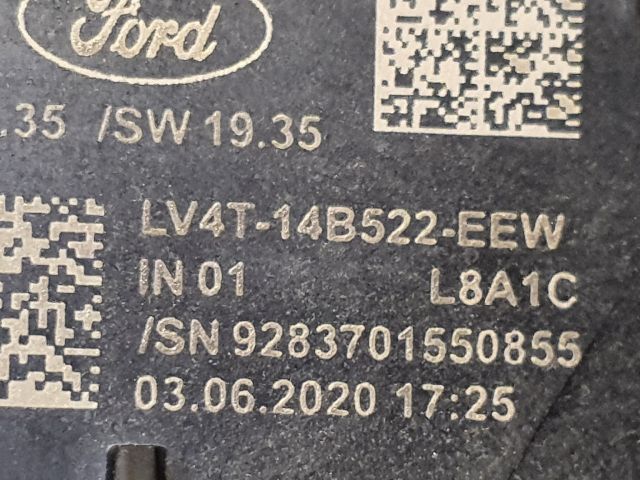 Ford
.35 /SW 19.35
LV4T-14B522-EEW
IN 01 L8A1C
/SN 9283701550855
03.06.2020 17:25